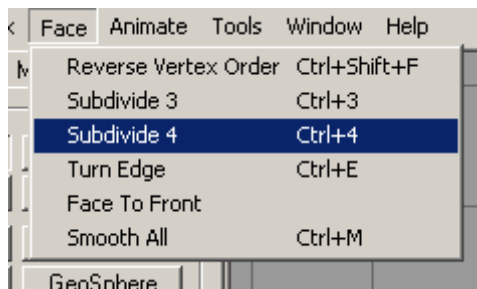 Face Animate Tools Window Help
Reverse Vertex Order Ctrl+Shift+F
Subdivide 3 Ctrl+3
Subdivide 4 Ctrl+4
Turn Edge Ctrl+E
Face To Front
Smooth All Ctrl+M
GeoSphere